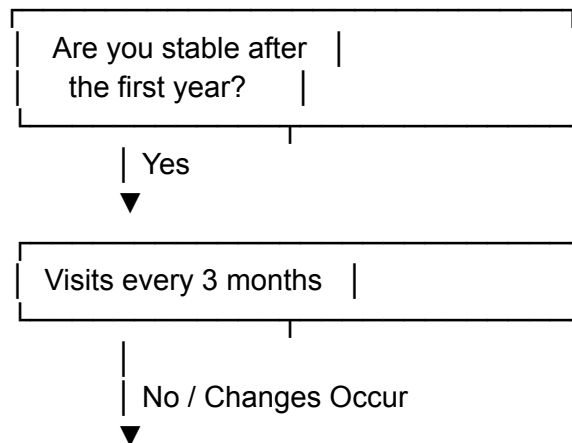 Are you stable after
the first year?
Yes
Visits every 3 months
No / Changes Occur